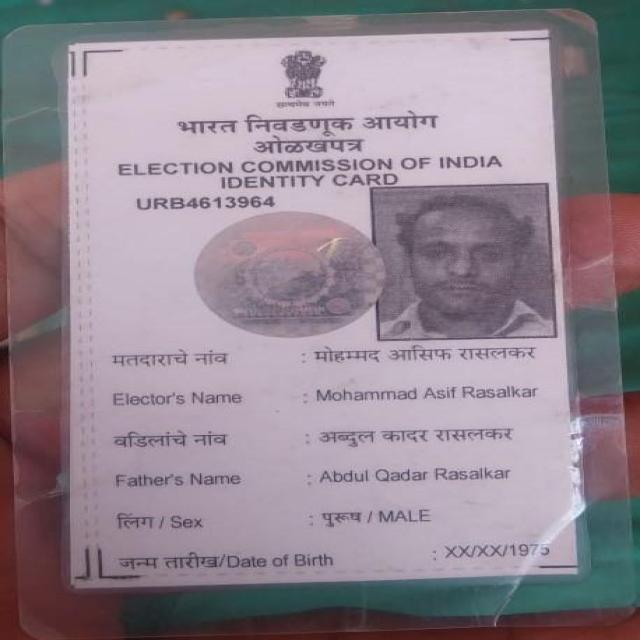 सत्यमेव जयते
भारत निवडणूक आयोग
ओळखपत्र
ELECTION COMMISSION OF INDIA
IDENTITY CARD
URB4613964
मतदाराचे नांव : मोहम्मद आसिफ रासलकर
Elector's Name : Mohammad Asif Rasalkar
वडिलांचे नांव : अब्दुल कादर रासलकर
Father's Name : Abdul Qadar Rasalkar
लिंग / Sex : पुरूष / MALE
जन्म तारीख/Date of Birth : XX/XX/1975